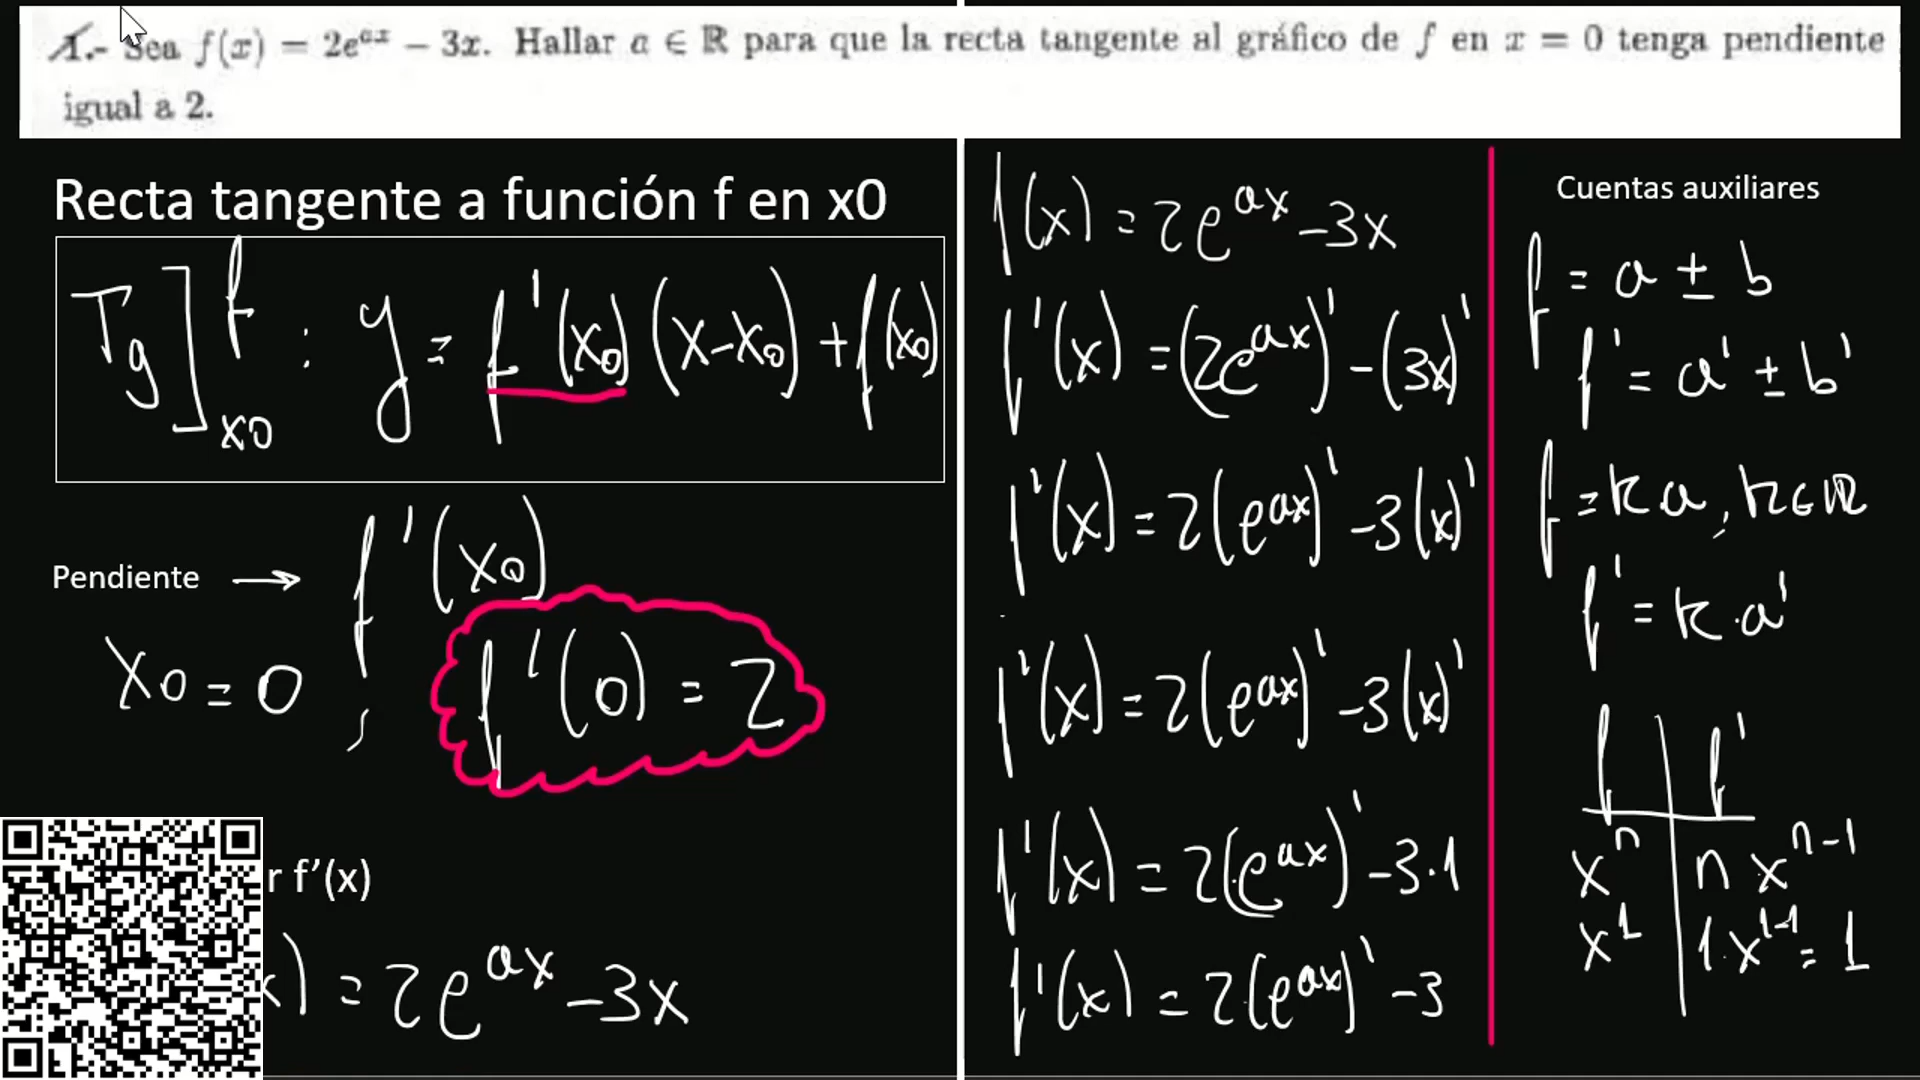 1.- Sea f(x) = 2e^{ax} − 3x. Hallar a ∈ ℝ para que la recta tangente al gráfico de f en x = 0 tenga pendiente
igual a 2.
Recta tangente a función f en x0
Tg]^{f}_{x0} : y = f'(x0)(x-x0)+f(x0)
Pendiente → f'(x0)
x0 = 0 , f'(0) = 2
r f'(x)
x) = 2e^{ax} -3x
f(x) = 2e^{ax} -3x
f'(x) = (2e^{ax})' -(3x)'
f'(x) = 2(e^{ax})' -3(x)'
f'(x) = 2(e^{ax})' -3(x)'
f'(x) = 2(e^{ax})' -3·1
f'(x) = 2(e^{ax})' -3
Cuentas auxiliares
f = a ± b
f' = a' ± b'
f = k a, k ∈ ℝ
f' = k·a'
f | f'
x^n | n x^{n-1}
x^1 | 1·x^{1-1} = 1